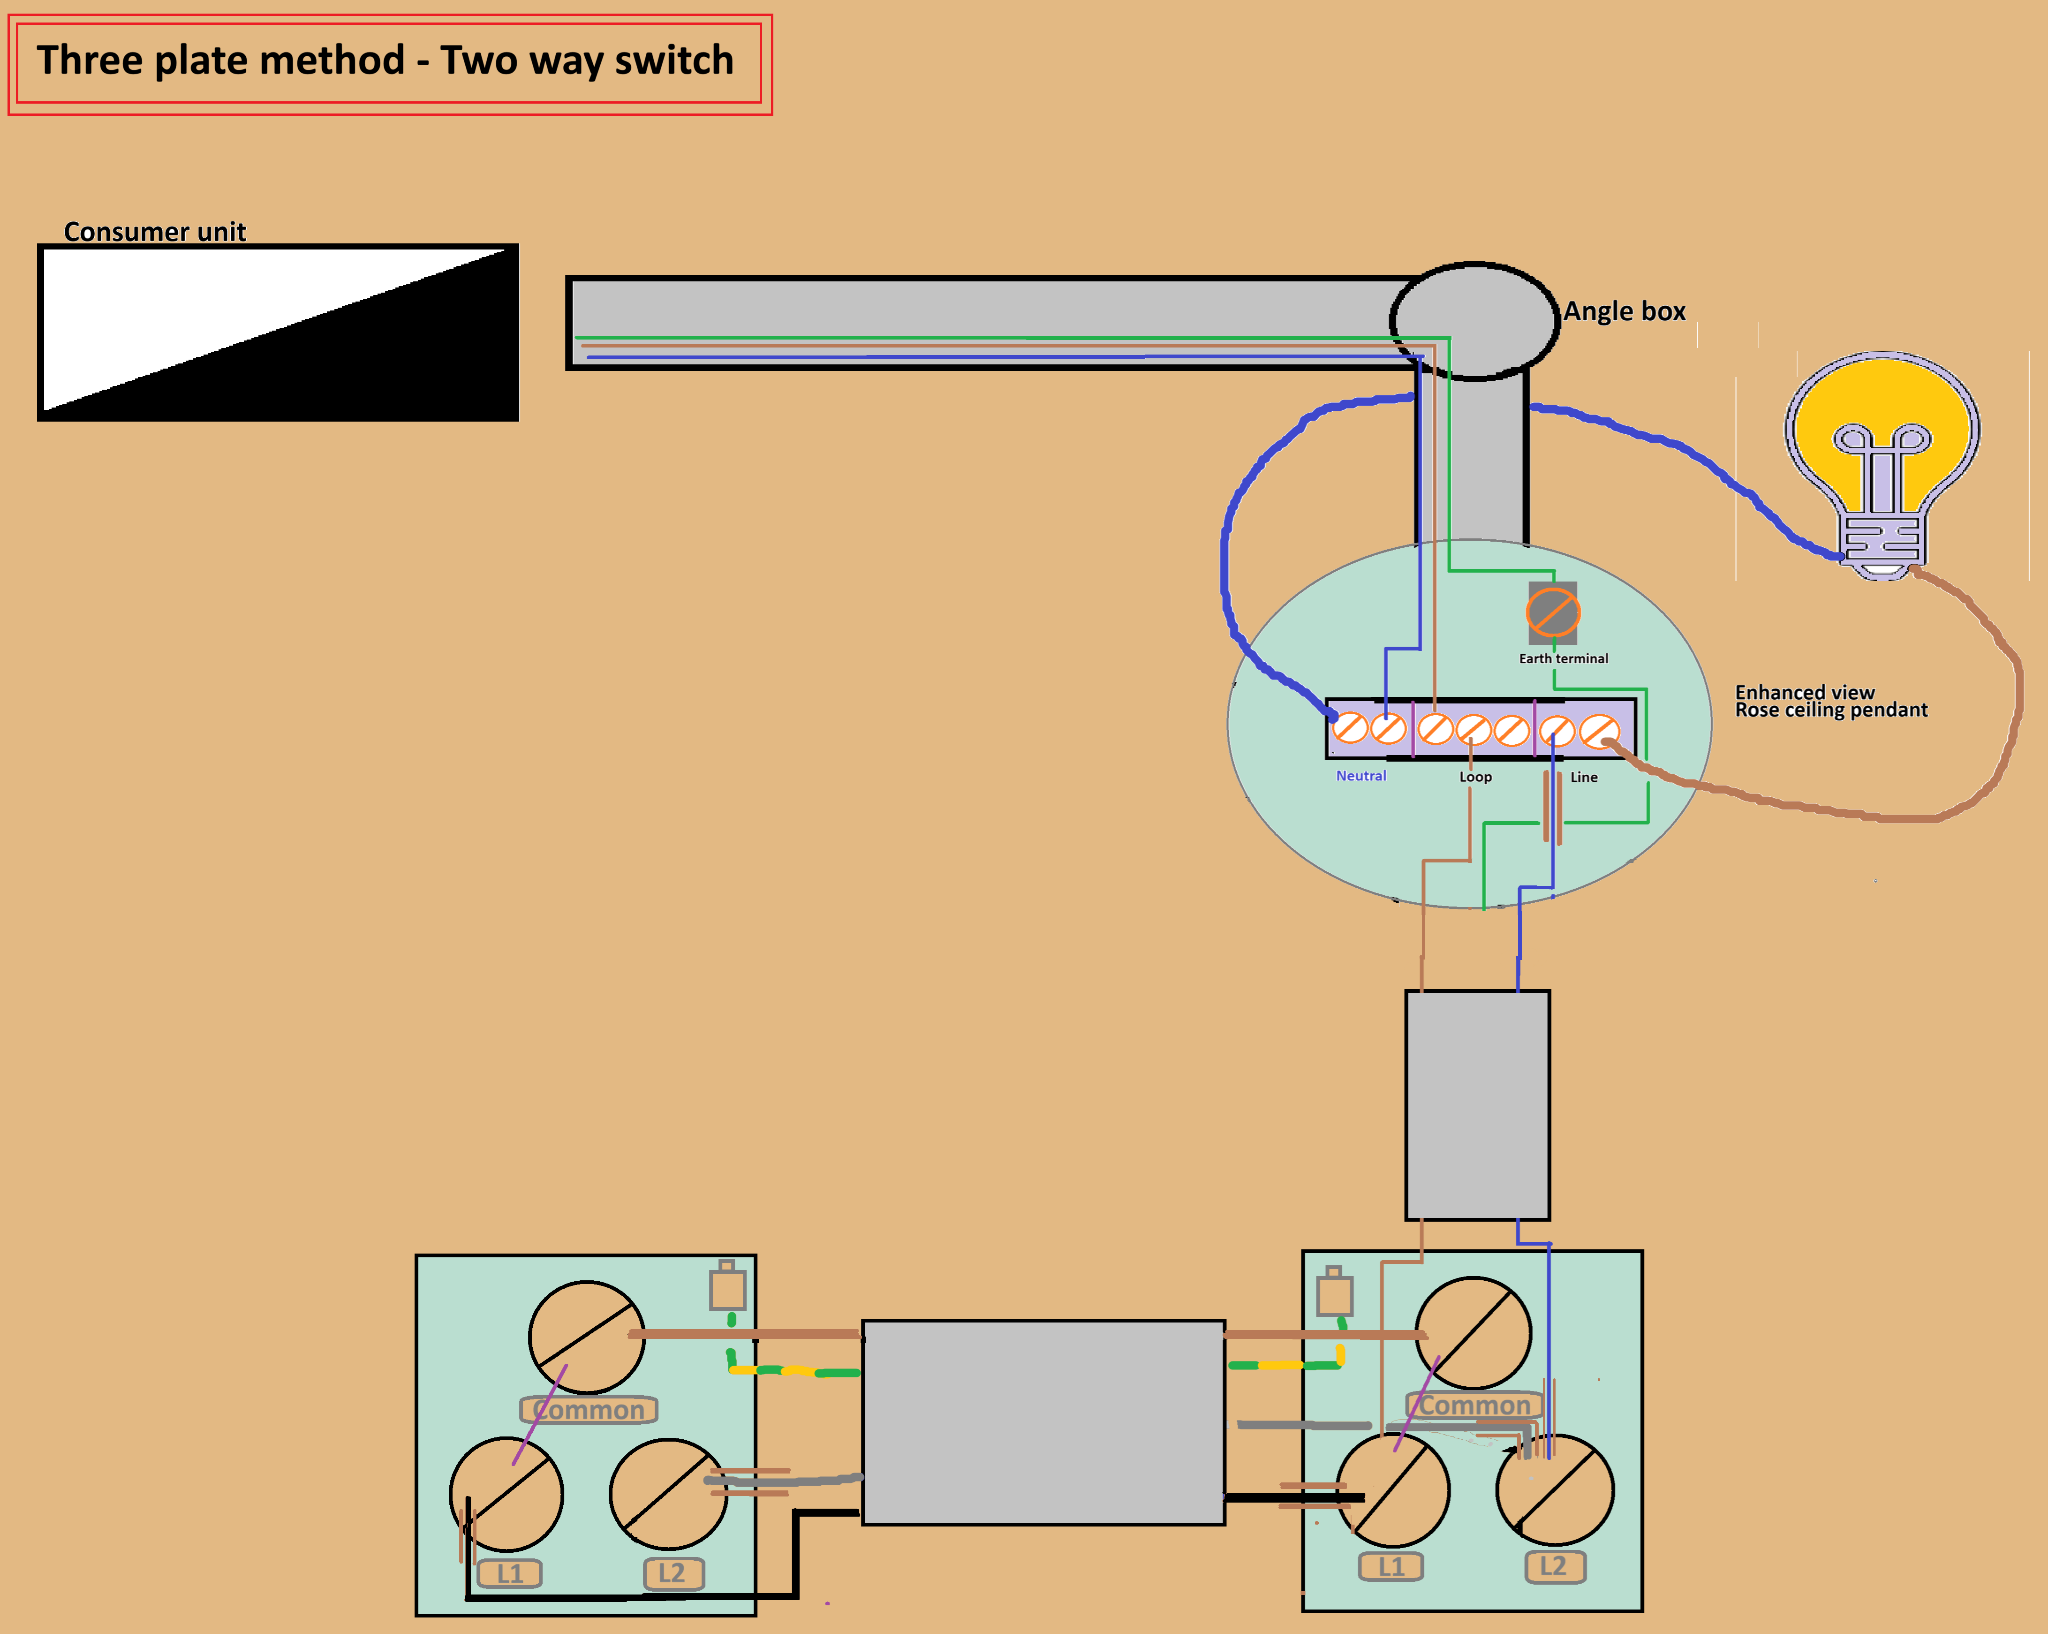 Three plate method - Two way switch
Consumer unit
Angle box
Earth terminal
Enhanced view
Rose ceiling pendant
Neutral
Loop
Line
Common
Common
L1
L2
L1
L2